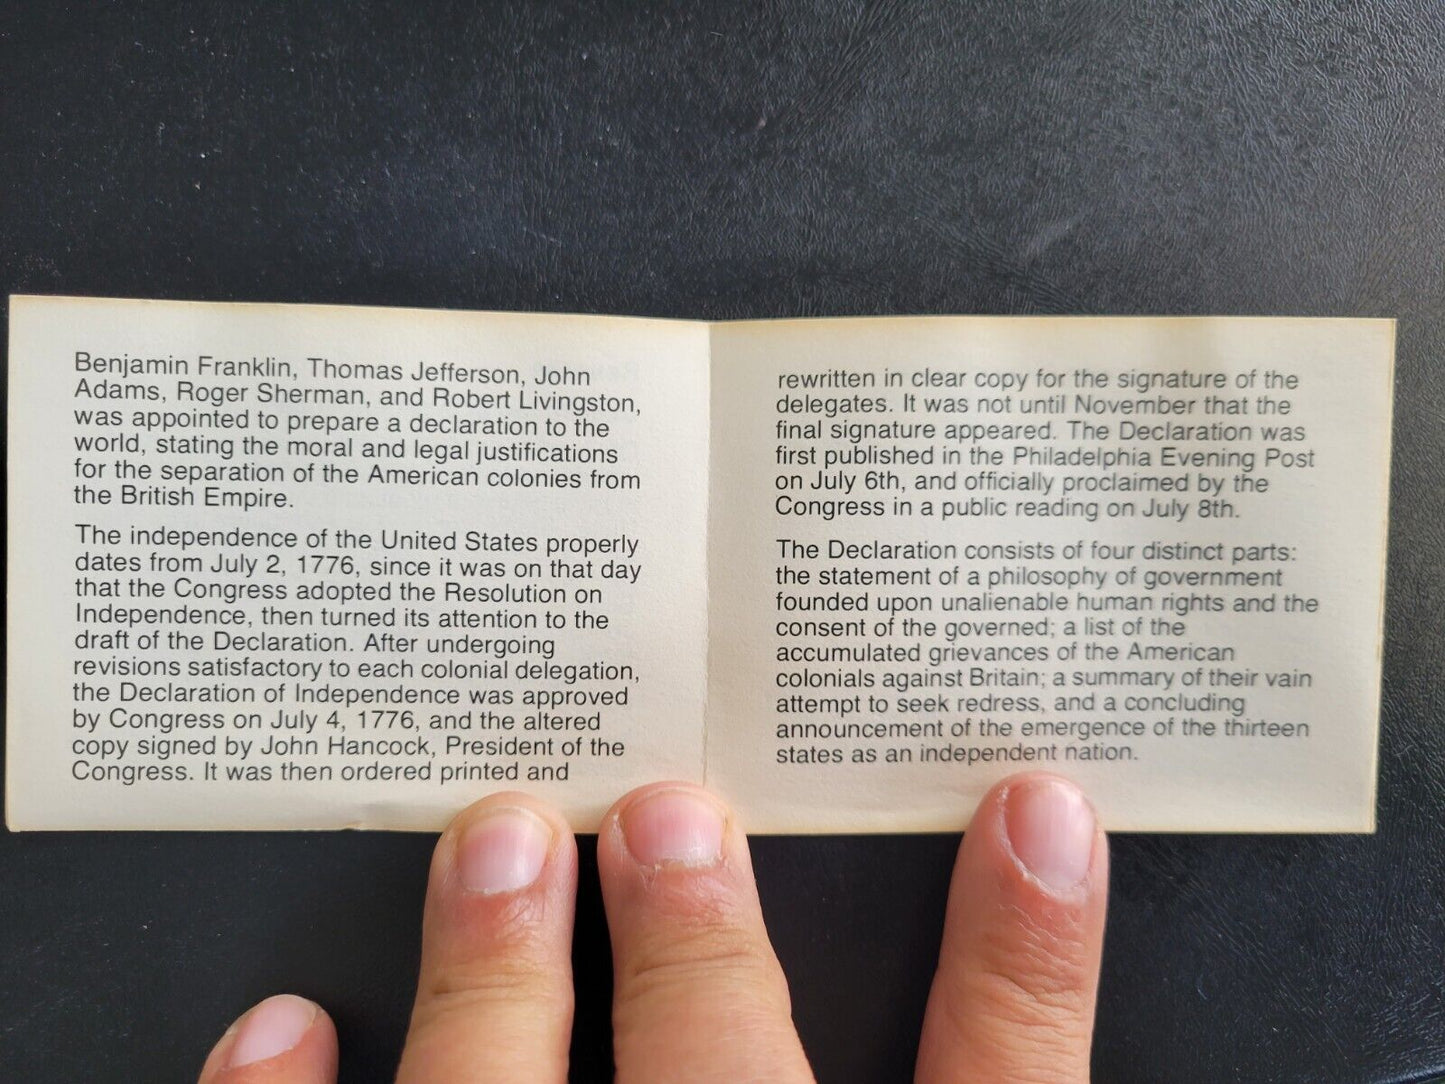 Benjamin Franklin, Thomas Jefferson, John
Adams, Roger Sherman, and Robert Livingston,
was appointed to prepare a declaration to the
world, stating the moral and legal justifications
for the separation of the American colonies from
the British Empire.
The independence of the United States properly
dates from July 2, 1776, since it was on that day
that the Congress adopted the Resolution on
Independence, then turned its attention to the
draft of the Declaration. After undergoing
revisions satisfactory to each colonial delegation,
the Declaration of Independence was approved
by Congress on July 4, 1776, and the altered
copy signed by John Hancock, President of the
Congress. It was then ordered printed and
rewritten in clear copy for the signature of the
delegates. It was not until November that the
final signature appeared. The Declaration was
first published in the Philadelphia Evening Post
on July 6th, and officially proclaimed by the
Congress in a public reading on July 8th.
The Declaration consists of four distinct parts:
the statement of a philosophy of government
founded upon unalienable human rights and the
consent of the governed; a list of the
accumulated grievances of the American
colonials against Britain; a summary of their vain
attempt to seek redress, and a concluding
announcement of the emergence of the thirteen
states as an independent nation.